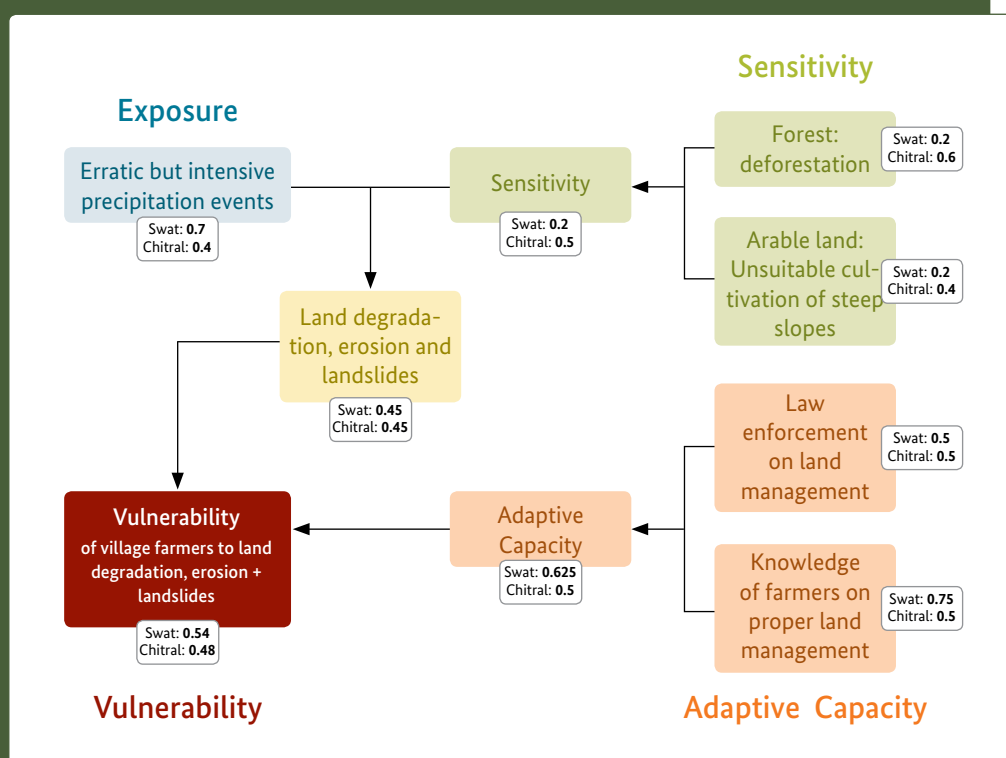 Sensitivity
Exposure
Erratic but intensive
precipitation events
Swat: 0.7
Chitral: 0.4
Sensitivity
Swat: 0.2
Chitral: 0.5
Forest:
deforestation
Swat: 0.2
Chitral: 0.6
Arable land:
Unsuitable cul-
tivation of steep
slopes
Swat: 0.2
Chitral: 0.4
Land degrada-
tion, erosion and
landslides
Swat: 0.45
Chitral: 0.45
Law
enforcement
on land
management
Swat: 0.5
Chitral: 0.5
Vulnerability
of village farmers to land
degradation, erosion +
landslides
Swat: 0.54
Chitral: 0.48
Adaptive
Capacity
Swat: 0.625
Chitral: 0.5
Knowledge
of farmers on
proper land
management
Swat: 0.75
Chitral: 0.5
Vulnerability
Adaptive Capacity